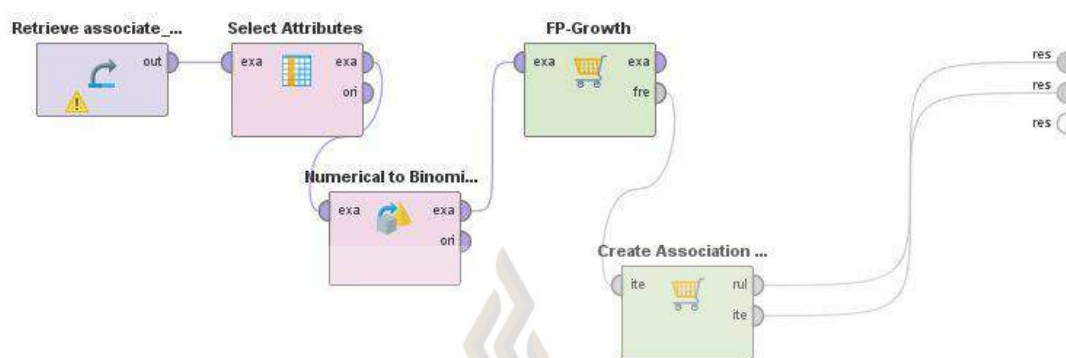 Retrieve associate_...
out
Select Attributes
exa
exa
ori
Numerical to Binomi...
exa
exa
ori
FP-Growth
exa
exa
fre
Create Association ...
ite
rul
ite
res
res
res